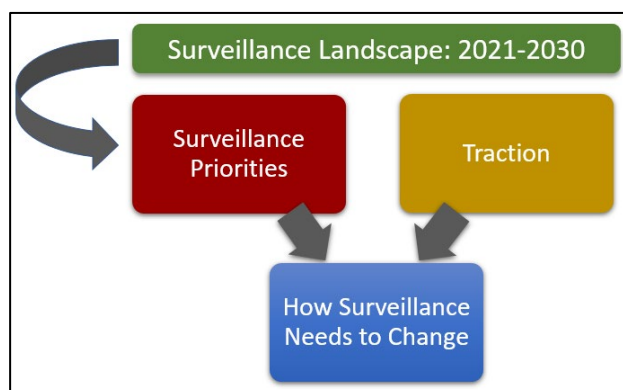 Surveillance Landscape: 2021-2030
Surveillance
Priorities
Traction
How Surveillance
Needs to Change